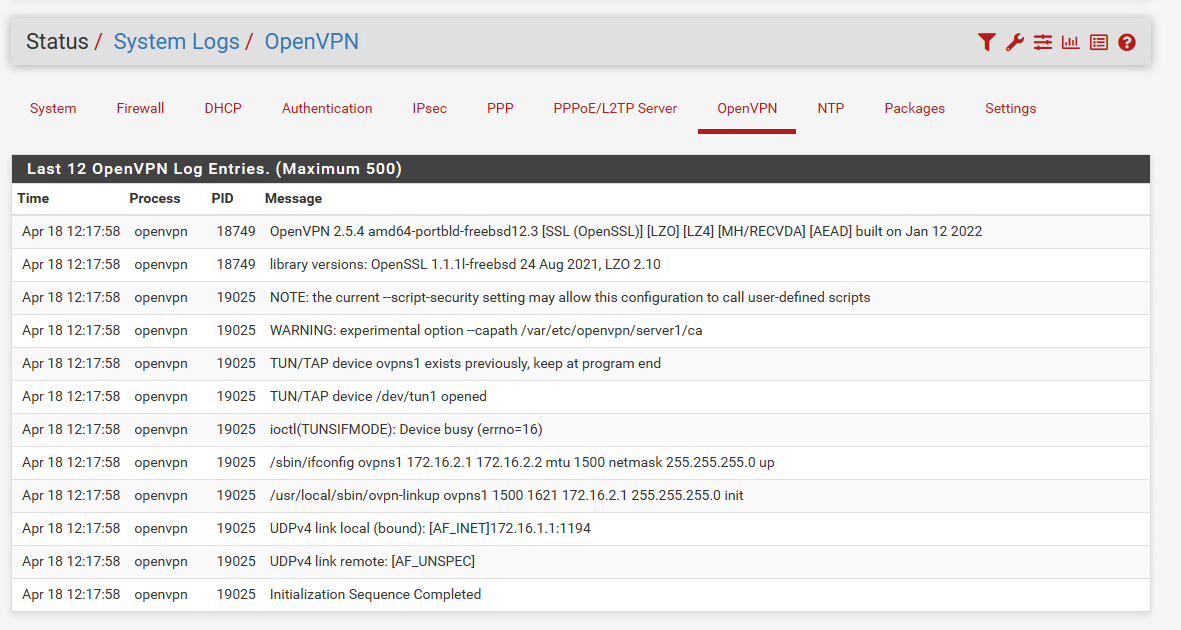 Status / System Logs / OpenVPN
System Firewall DHCP Authentication IPsec PPP PPPoE/L2TP Server OpenVPN NTP Packages Settings
Last 12 OpenVPN Log Entries. (Maximum 500)
Time Process PID Message
Apr 18 12:17:58 openvpn 18749 OpenVPN 2.5.4 amd64-portbld-freebsd12.3 [SSL (OpenSSL)] [LZO] [LZ4] [MH/RECVDA] [AEAD] built on Jan 12 2022
Apr 18 12:17:58 openvpn 18749 library versions: OpenSSL 1.1.1l-freebsd 24 Aug 2021, LZO 2.10
Apr 18 12:17:58 openvpn 19025 NOTE: the current --script-security setting may allow this configuration to call user-defined scripts
Apr 18 12:17:58 openvpn 19025 WARNING: experimental option --capath /var/etc/openvpn/server1/ca
Apr 18 12:17:58 openvpn 19025 TUN/TAP device ovpns1 exists previously, keep at program end
Apr 18 12:17:58 openvpn 19025 TUN/TAP device /dev/tun1 opened
Apr 18 12:17:58 openvpn 19025 ioctl(TUNSIFMODE): Device busy (errno=16)
Apr 18 12:17:58 openvpn 19025 /sbin/ifconfig ovpns1 172.16.2.1 172.16.2.2 mtu 1500 netmask 255.255.255.0 up
Apr 18 12:17:58 openvpn 19025 /usr/local/sbin/ovpn-linkup ovpns1 1500 1621 172.16.2.1 255.255.255.0 init
Apr 18 12:17:58 openvpn 19025 UDPv4 link local (bound): [AF_INET]172.16.1.1:1194
Apr 18 12:17:58 openvpn 19025 UDPv4 link remote: [AF_UNSPEC]
Apr 18 12:17:58 openvpn 19025 Initialization Sequence Completed